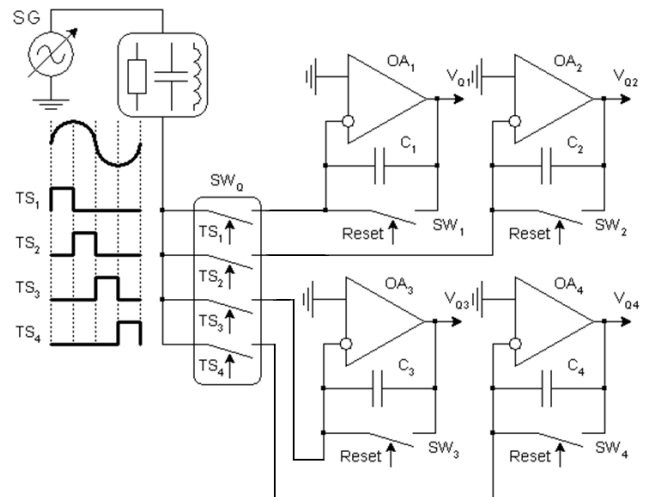 SG
OA1
VQ1
OA2
VQ2
C1
C2
SWQ
TS1
TS1
Reset
SW1
SW2
TS2
TS2
OA3
VQ3
OA4
VQ4
TS3
TS3
TS4
TS4
C3
C4
Reset
SW3
Reset
SW4
Reset